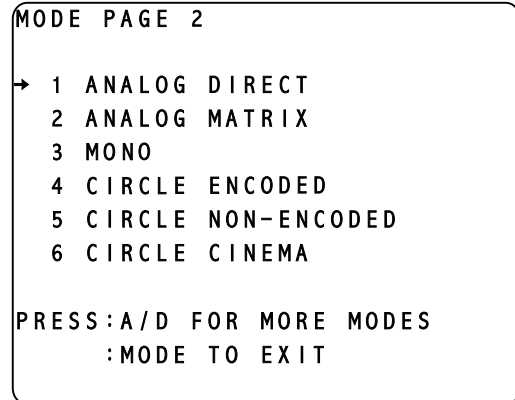 MODE PAGE 2
→ 1 ANALOG DIRECT
2 ANALOG MATRIX
3 MONO
4 CIRCLE ENCODED
5 CIRCLE NON-ENCODED
6 CIRCLE CINEMA
PRESS:A/D FOR MORE MODES
:MODE TO EXIT